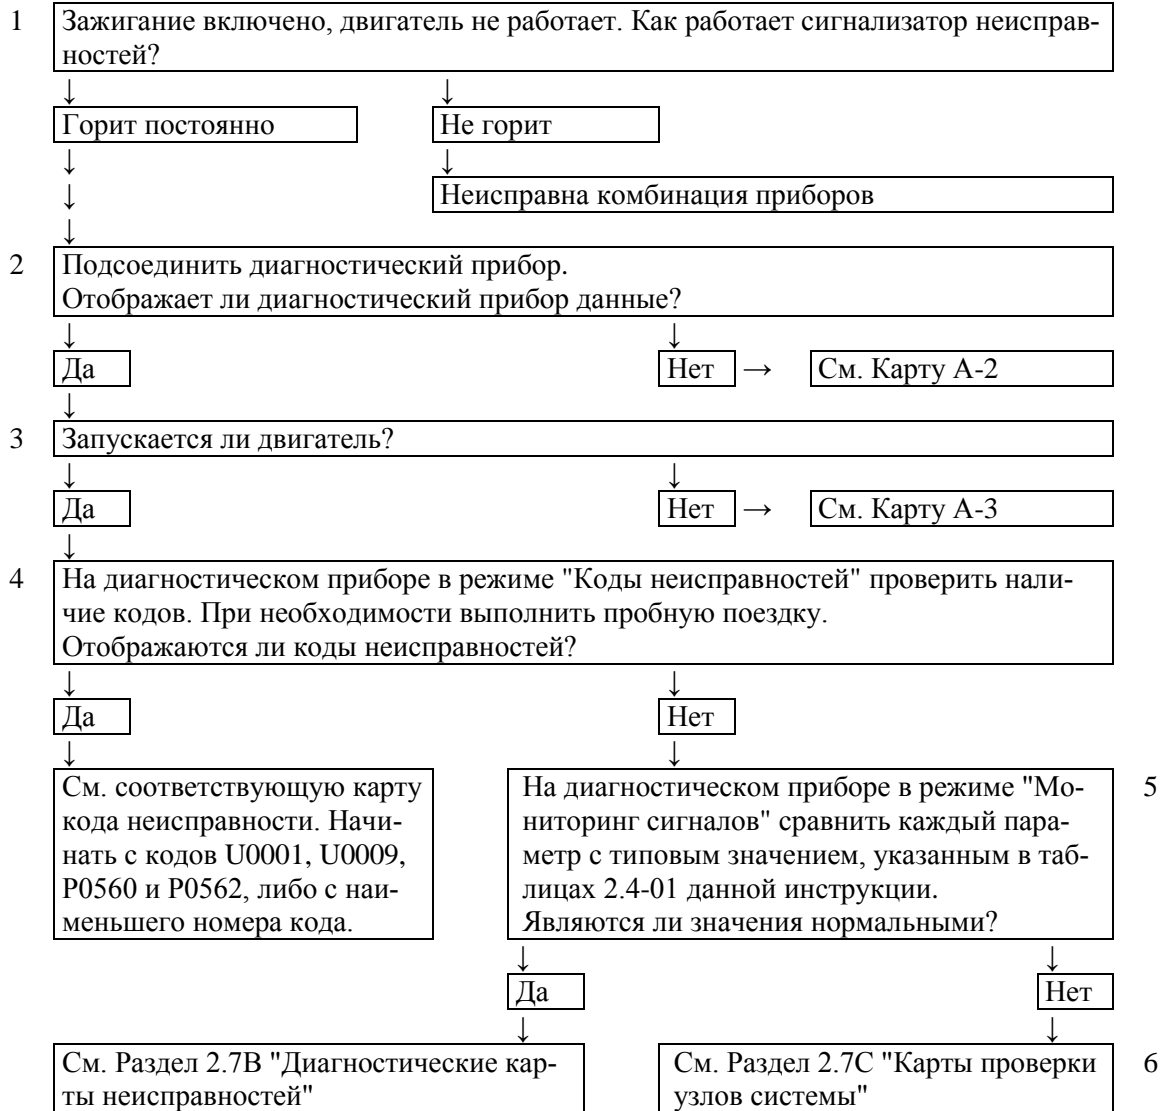 1 Зажигание включено, двигатель не работает. Как работает сигнализатор неисправ-
ностей?
↓ ↓
Горит постоянно Не горит
↓ ↓
↓ Неисправна комбинация приборов
↓
2 Подсоединить диагностический прибор.
Отображает ли диагностический прибор данные?
↓ ↓
Да Нет → См. Карту А-2
↓
3 Запускается ли двигатель?
↓ ↓
Да Нет → См. Карту А-3
↓
4 На диагностическом приборе в режиме "Коды неисправностей" проверить нали-
чие кодов. При необходимости выполнить пробную поездку.
Отображаются ли коды неисправностей?
↓ ↓
Да Нет
↓ ↓
См. соответствующую карту
кода неисправности. Начи-
нать с кодов U0001, U0009,
P0560 и P0562, либо с наи-
меньшего номера кода.
На диагностическом приборе в режиме "Мо- 5
ниторинг сигналов" сравнить каждый пара-
метр с типовым значением, указанным в таб-
лицах 2.4-01 данной инструкции.
Являются ли значения нормальными?
↓ ↓
Да Нет
↓ ↓
См. Раздел 2.7В "Диагностические кар-
ты неисправностей"
См. Раздел 2.7С "Карты проверки 6
узлов системы"